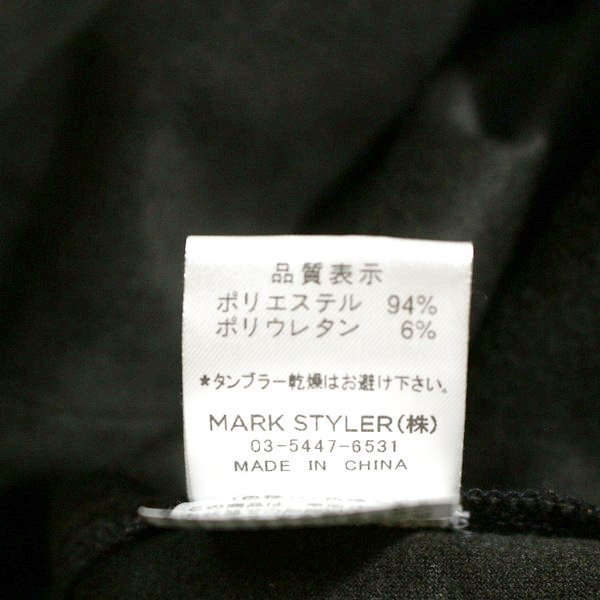 品質表示
ポリエステル 94%
ポリウレタン 6%
*タンブラー乾燥はお避け下さい。
MARK STYLER(株)
03-5447-6531
MADE IN CHINA